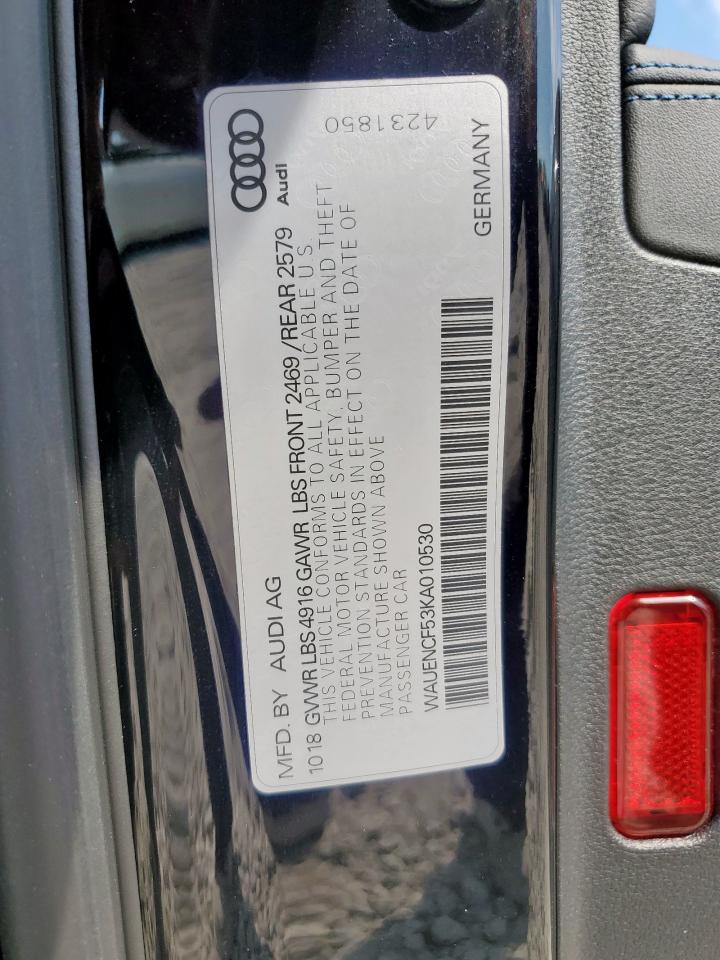 MFD. BY AUDI AG
Audi
1018 GVWR LBS 4916 GAWR LBS FRONT 2469 /REAR 2579
THIS VEHICLE CONFORMS TO ALL APPLICABLE U S
FEDERAL MOTOR VEHICLE SAFETY, BUMPER AND THEFT
PREVENTION STANDARDS IN EFFECT ON THE DATE OF
MANUFACTURE SHOWN ABOVE
PASSENGER CAR
4231850
WAUENCF53KA010530
GERMANY